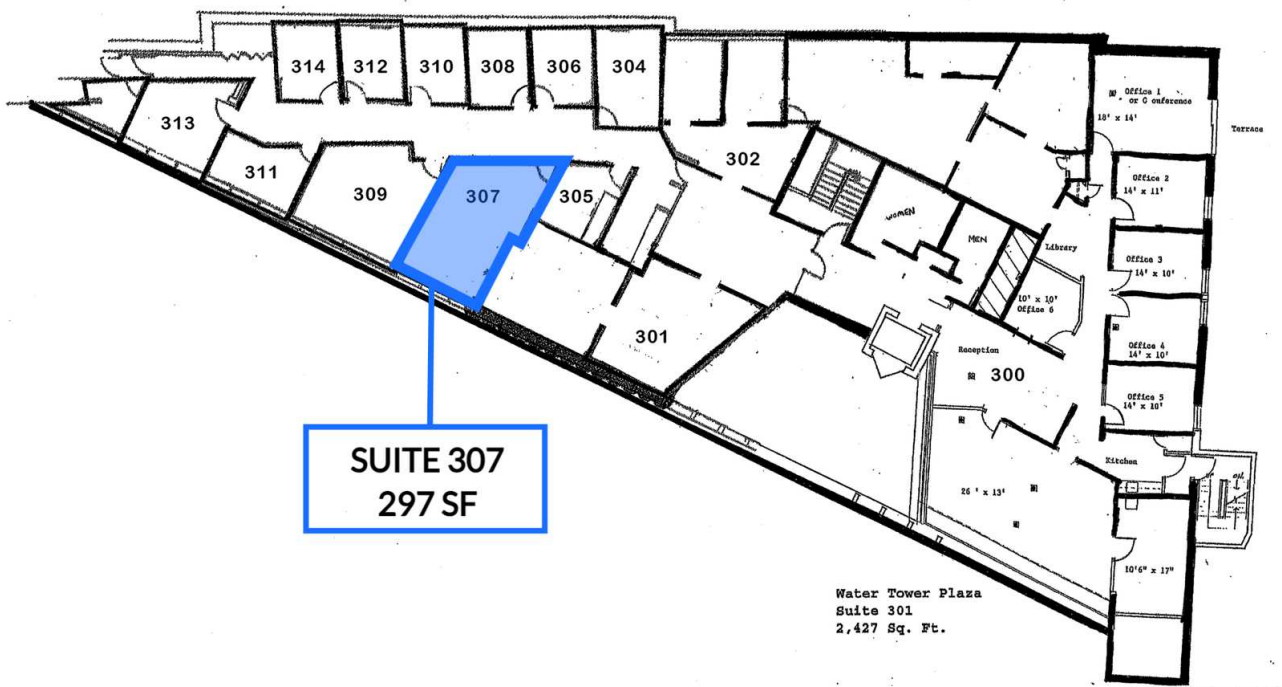 314
312
310
308
306
304
313
311
309
307
305
302
301
300
WOMEN
MEN
Office 1
or C onference
18' x 14'
Terrace
Office 2
14' x 11'
Library
Office 3
14' x 10'
10' x 10'
Office 6
Reception
Office 4
14' x 10'
Office 5
14' x 10'
Kitchen
26 ' x 13'
10'6" x 17"
SUITE 307
297 SF
Water Tower Plaza
Suite 301
2,427 Sq. Ft.